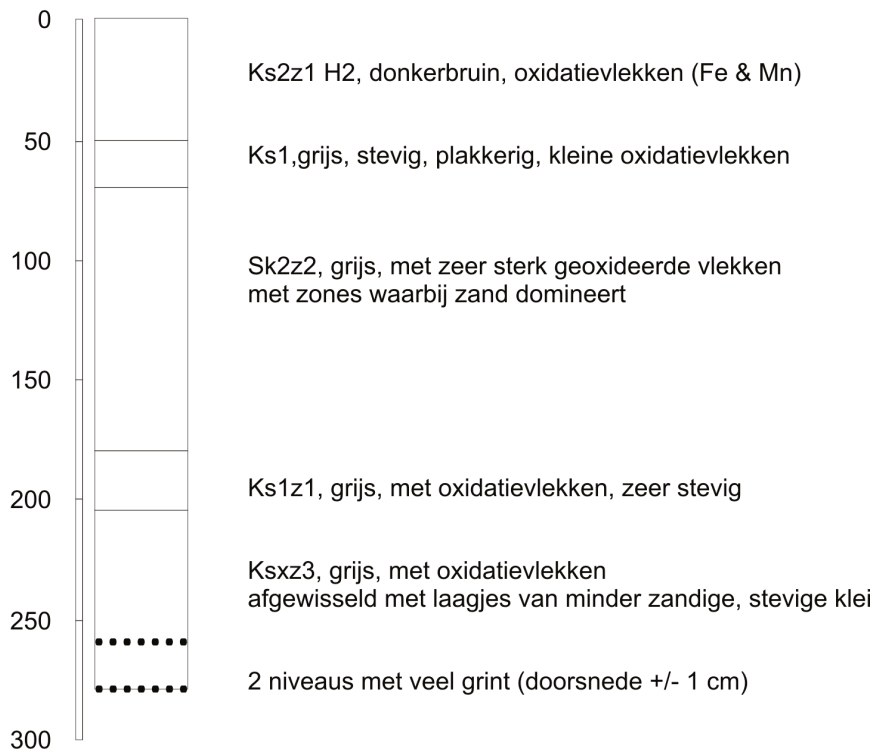 0
Ks2z1 H2, donkerbruin, oxidatievlekken (Fe & Mn)
50
Ks1,grijs, stevig, plakkerig, kleine oxidatievlekken
100
Sk2z2, grijs, met zeer sterk geoxideerde vlekken
met zones waarbij zand domineert
150
Ks1z1, grijs, met oxidatievlekken, zeer stevig
200
Ksxz3, grijs, met oxidatievlekken
afgewisseld met laagjes van minder zandige, stevige klei
250
2 niveaus met veel grint (doorsnede +/- 1 cm)
300